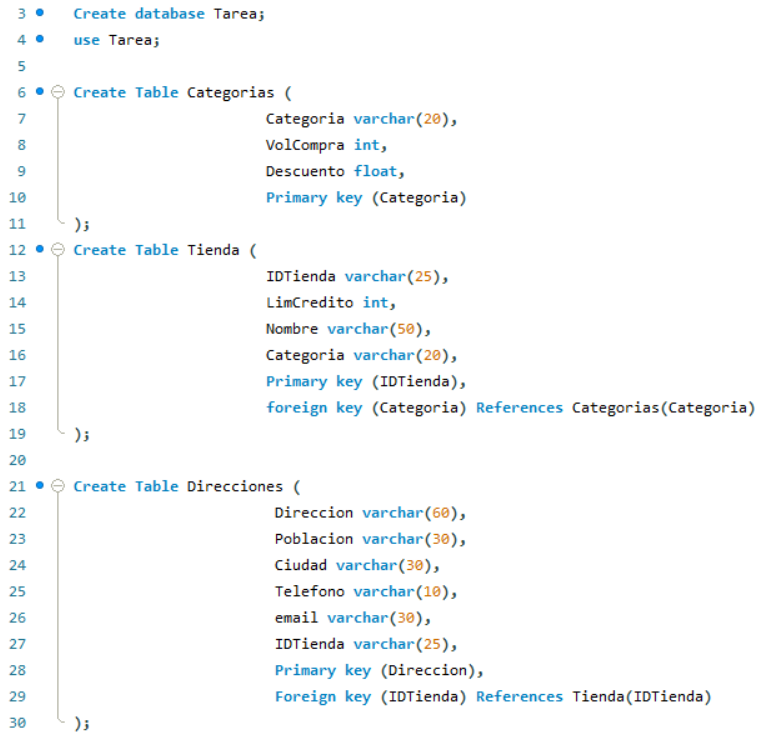 3 Create database Tarea;
4 use Tarea;
5
6 Create Table Categorias (
7 Categoria varchar(20),
8 VolCompra int,
9 Descuento float,
10 Primary key (Categoria)
11 );
12 Create Table Tienda (
13 IDTienda varchar(25),
14 LimCredito int,
15 Nombre varchar(50),
16 Categoria varchar(20),
17 Primary key (IDTienda),
18 foreign key (Categoria) References Categorias(Categoria)
19 );
20
21 Create Table Direcciones (
22 Direccion varchar(60),
23 Poblacion varchar(30),
24 Ciudad varchar(30),
25 Telefono varchar(10),
26 email varchar(30),
27 IDTienda varchar(25),
28 Primary key (Direccion),
29 Foreign key (IDTienda) References Tienda(IDTienda)
30 );